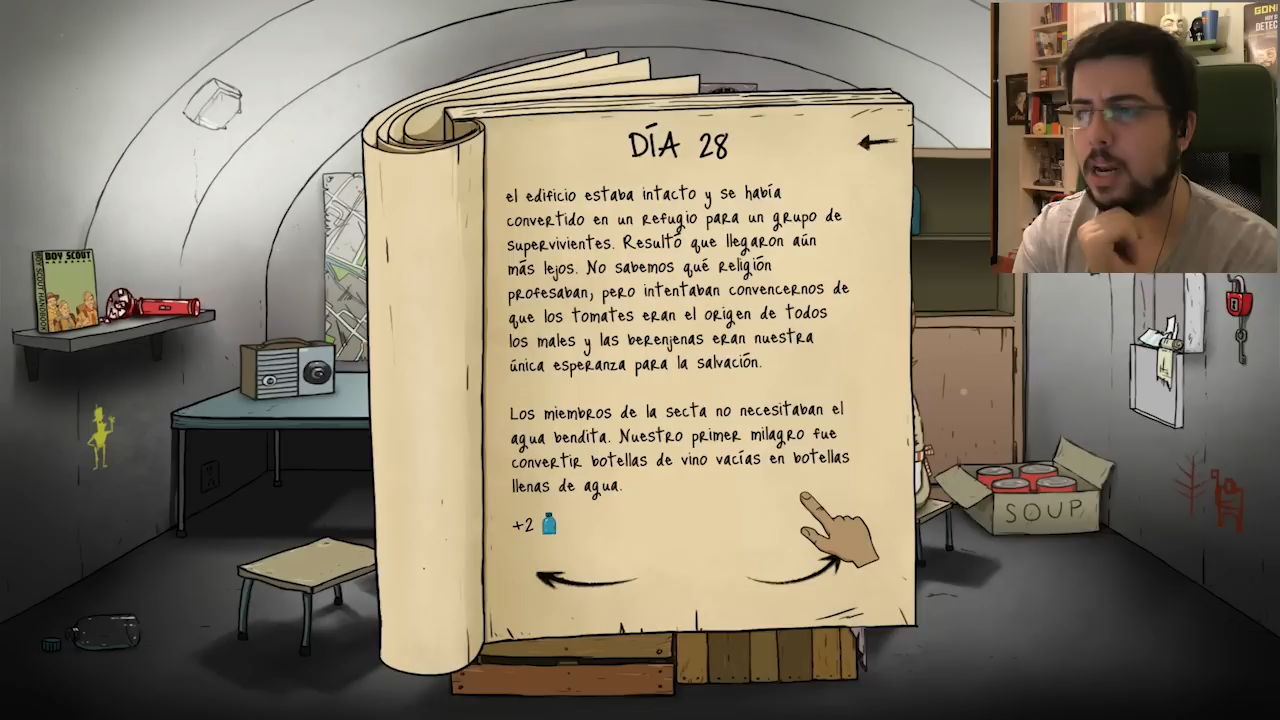 DÍA 28
el edificio estaba intacto y se había
convertido en un refugio para un grupo de
supervivientes. Resultó que llegaron aún
más lejos. No sabemos qué religión
profesaban, pero intentaban convencernos de
que los tomates eran el origen de todos
los males y las berenjenas eran nuestra
única esperanza para la salvación.
Los miembros de la secta no necesitaban el
agua bendita. Nuestro primer milagro fue
convertir botellas de vino vacías en botellas
llenas de agua.
+2
BOY SCOUT
BOY SCOUT HANDBOOK
SOUP